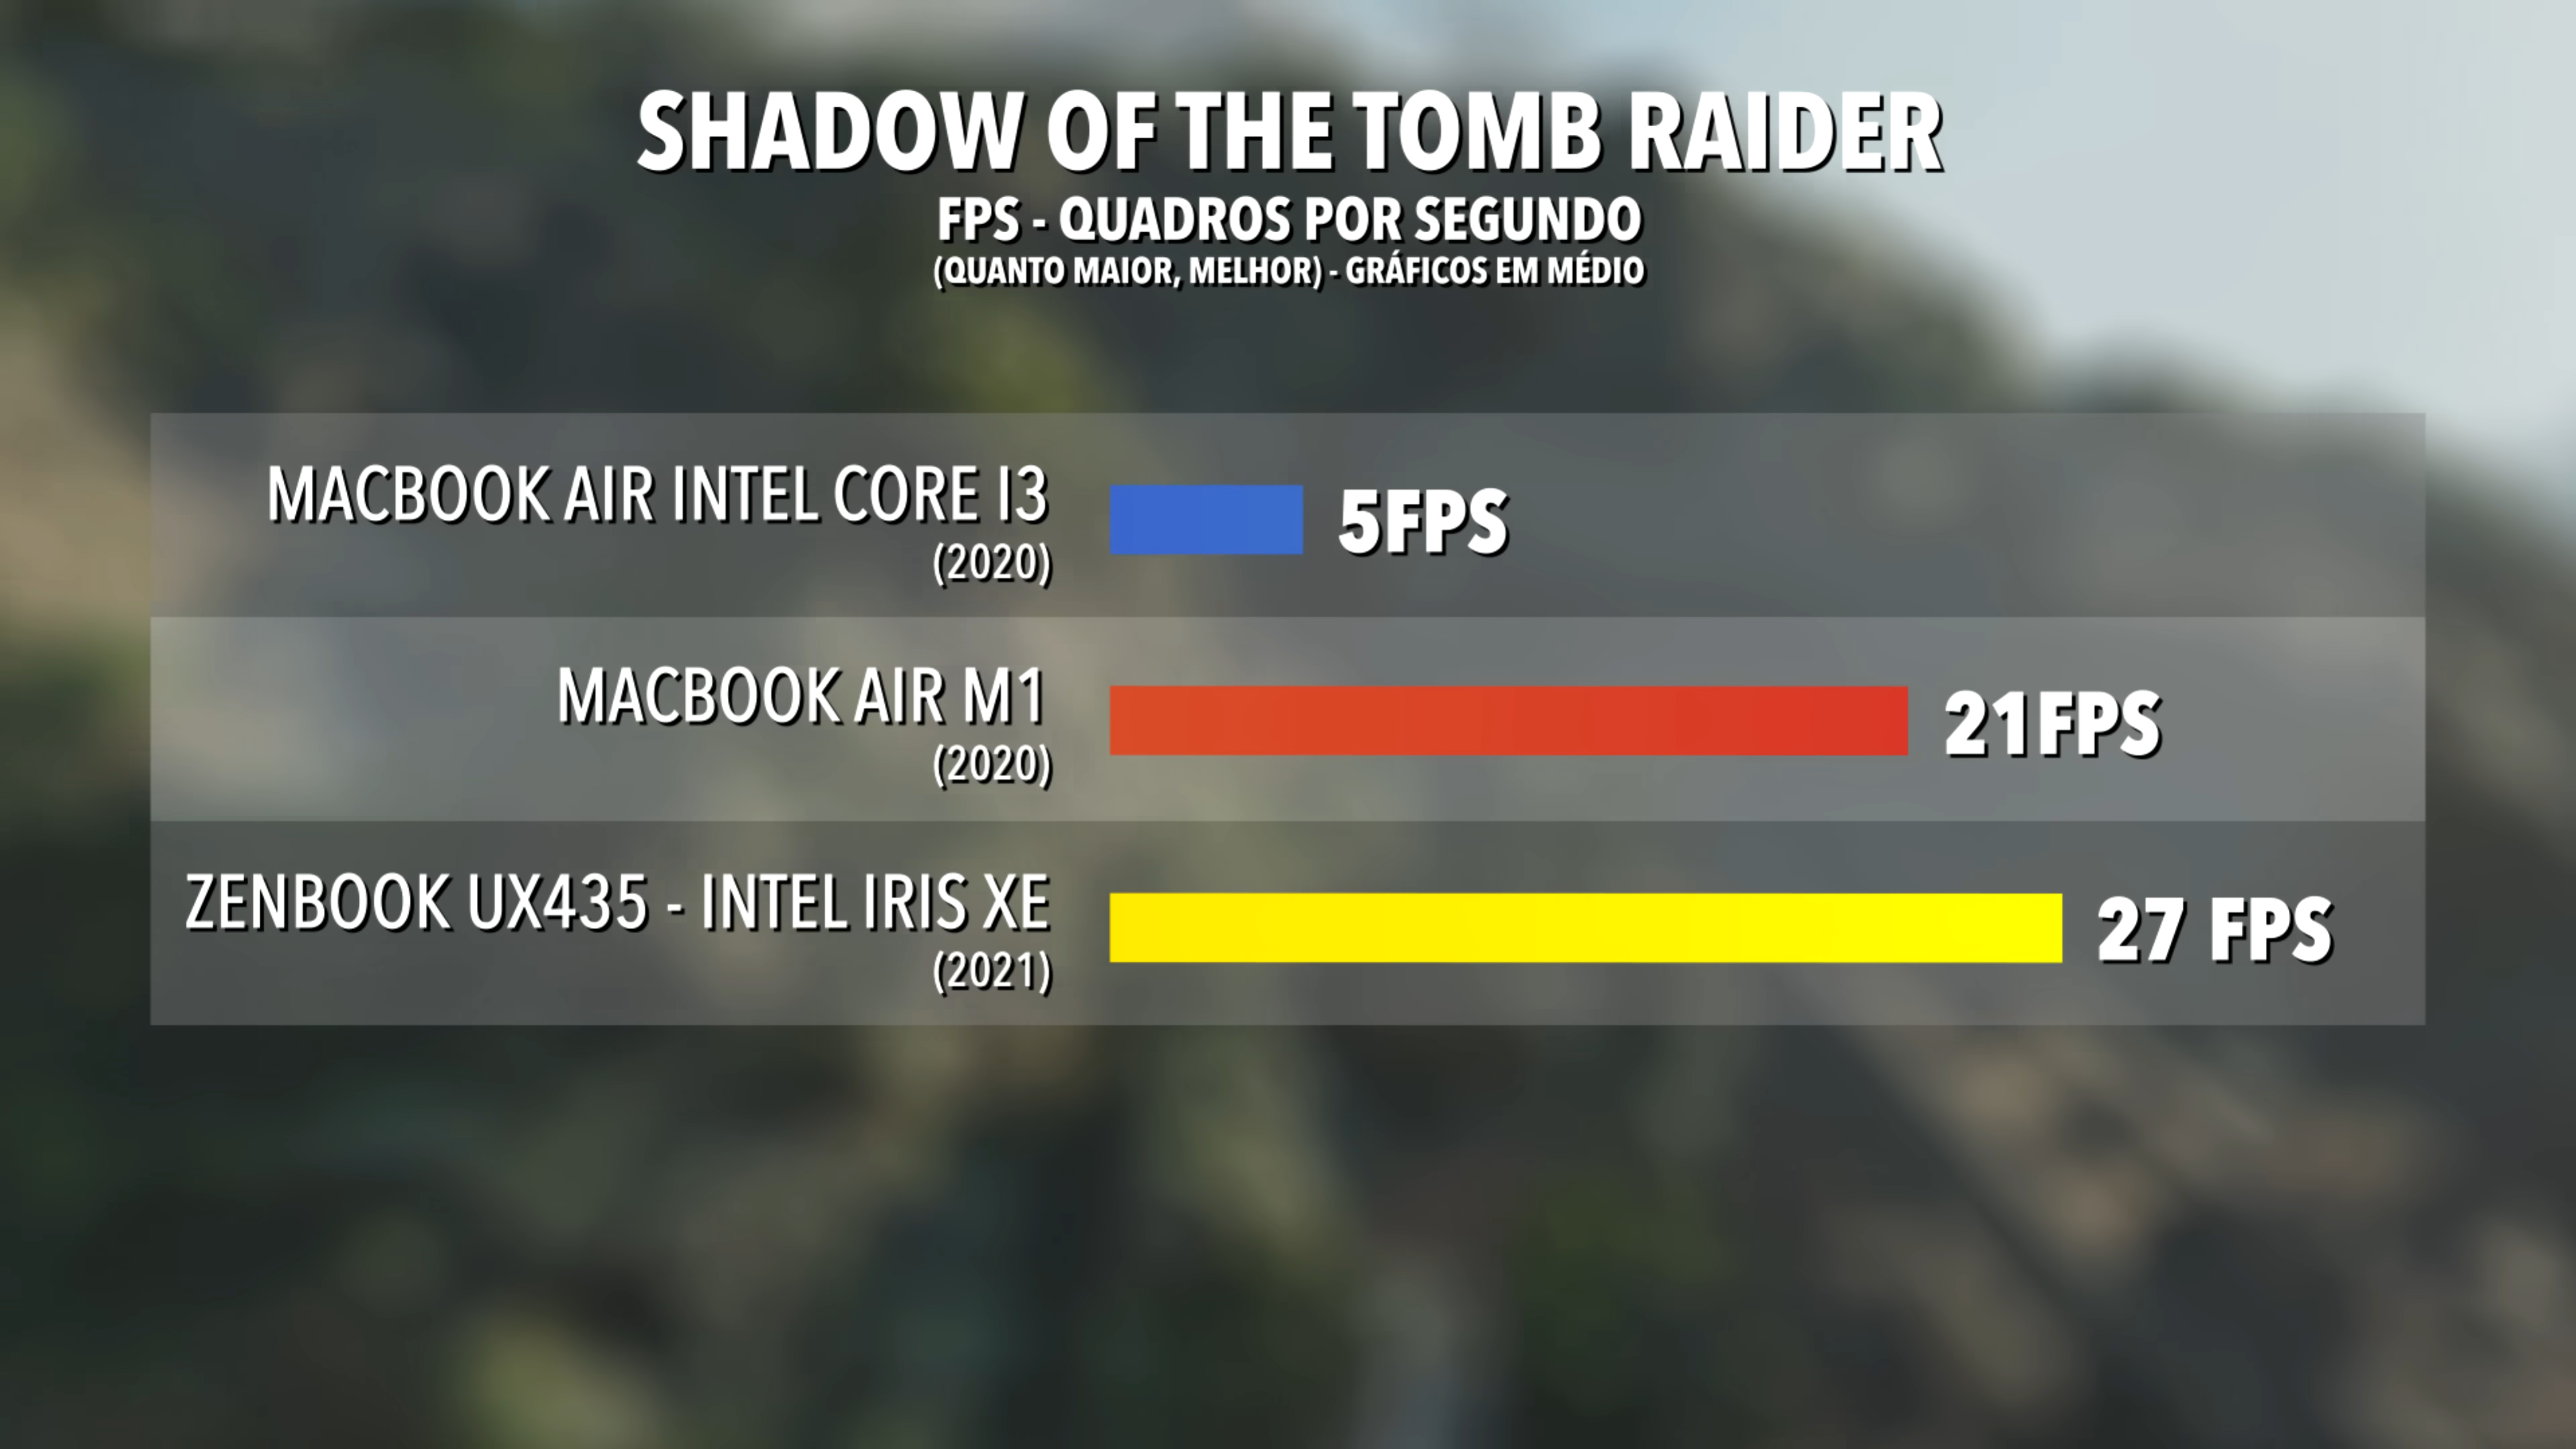 SHADOW OF THE TOMB RAIDER
FPS - QUADROS POR SEGUNDO
(QUANTO MAIOR, MELHOR) - GRÁFICOS EM MÉDIO
MACBOOK AIR INTEL CORE I3
(2020)
5FPS
MACBOOK AIR M1
(2020)
21FPS
ZENBOOK UX435 - INTEL IRIS XE
(2021)
27 FPS